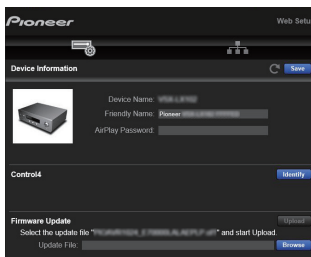 Pioneer
Web Setu
Device Information
Save
Device Name:
Friendly Name: Pioneer
AirPlay Password:
Control4
Identify
Firmware Update
Upload
Select the update file "
" and start Upload.
Update File:
Browse